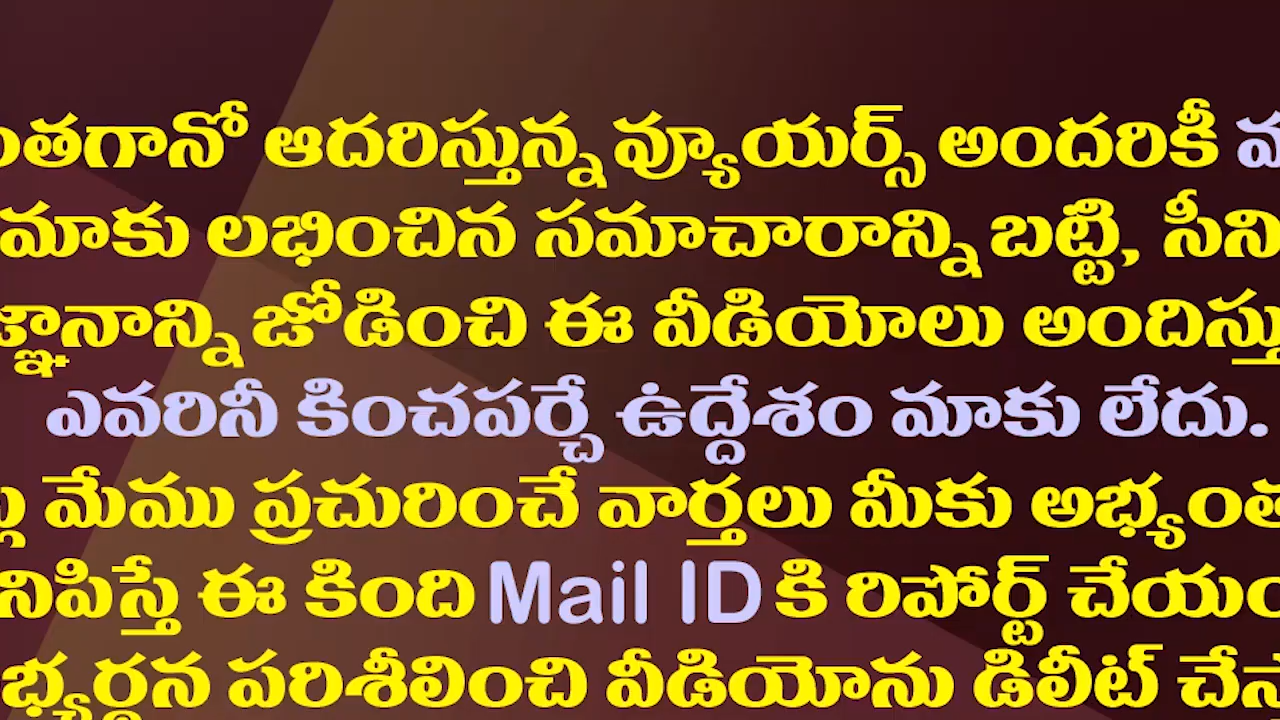 ంతగానో ఆదరిస్తున్న వ్యూయర్స్ అందరికీ
మాకు లభించిన సమాచారాన్ని బట్టి, సీని
జ్ఞానాన్ని జోడించి ఈ వీడియోలు అందిస్తు
ఎవరినీ కించపర్చే ఉద్దేశం మాకు లేదు.
మేము ప్రచురించే వార్తలు మీకు అభ్యంత
నిపిస్తే ఈ కింది Mail ID కి రిపోర్ట్ చేయం
భ్యర్థన పరిశీలించి వీడియోను డిలీట్ చేస